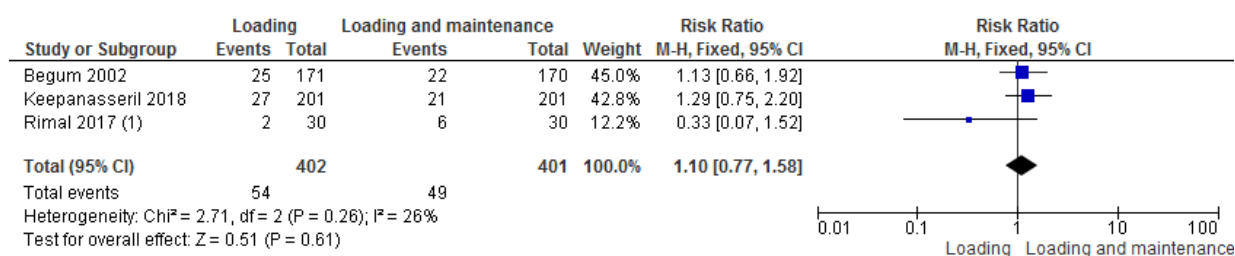 Loading Loading and maintenance Risk Ratio Risk Ratio
Study or Subgroup Events Total Events Total Weight M-H, Fixed, 95% CI M-H, Fixed, 95% CI
Begum 2002 25 171 22 170 45.0% 1.13 [0.66, 1.92]
Keepanasseril 2018 27 201 21 201 42.8% 1.29 [0.75, 2.20]
Rimal 2017 (1) 2 30 6 30 12.2% 0.33 [0.07, 1.52]
Total (95% CI) 402 401 100.0% 1.10 [0.77, 1.58]
Total events 54 49
Heterogeneity: Chi² = 2.71, df = 2 (P = 0.26); I² = 26%
Test for overall effect: Z = 0.51 (P = 0.61)
0.01 0.1 1 10 100
Loading Loading and maintenance